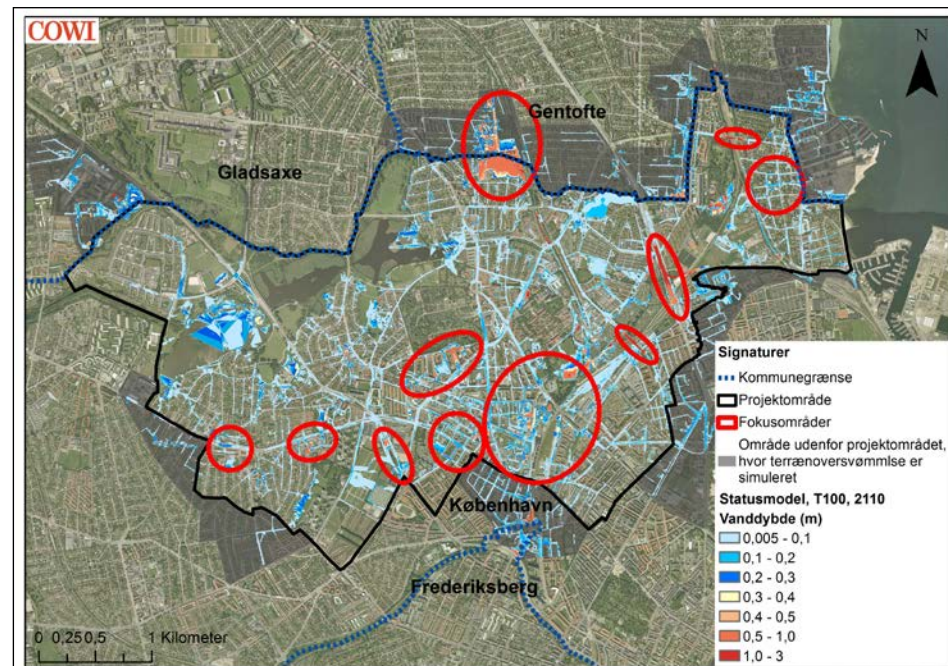 COWI
N
Gentofte
Gladsaxe
København
Frederiksberg
0 0,25 0,5 1 Kilometer
Signaturer
Kommunegrænse
Projektområde
Fokusområder
Område udenfor projektområdet,
hvor terrænoversvømmlse er
simuleret
Statusmodel, T100, 2110
Vanddybde (m)
0,005 - 0,1
0,1 - 0,2
0,2 - 0,3
0,3 - 0,4
0,4 - 0,5
0,5 - 1,0
1,0 - 3